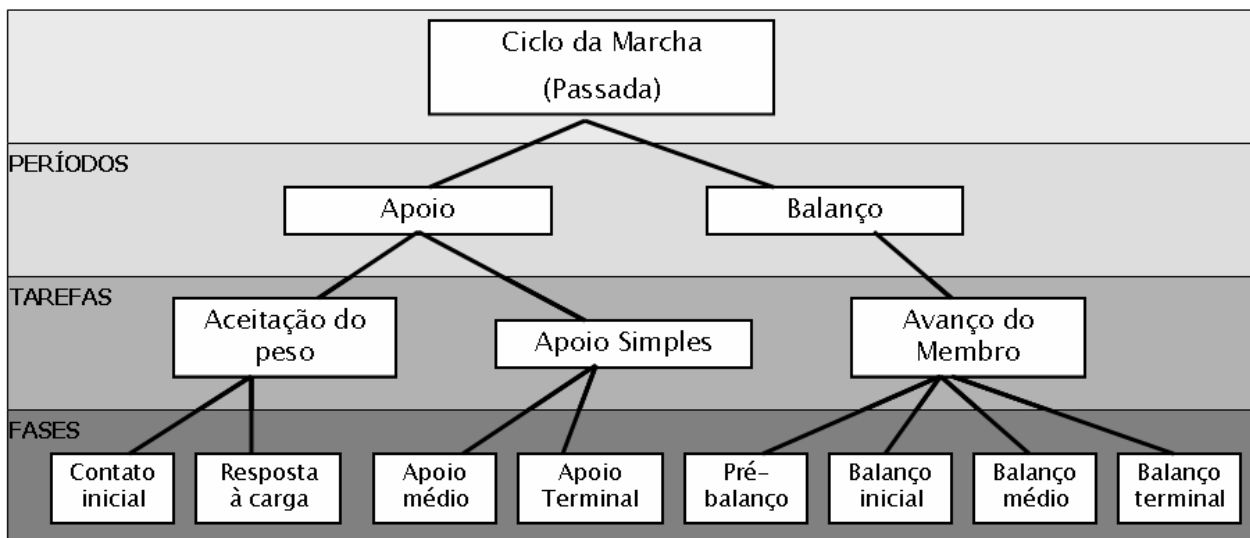 Ciclo da Marcha
(Passada)
PERÍODOS
Apoio
Balanço
TAREFAS
Aceitação do
peso
Apoio Simples
Avanço do
Membro
FASES
Contato
inicial
Resposta
à carga
Apoio
médio
Apoio
Terminal
Pré-
balanço
Balanço
inicial
Balanço
médio
Balanço
terminal